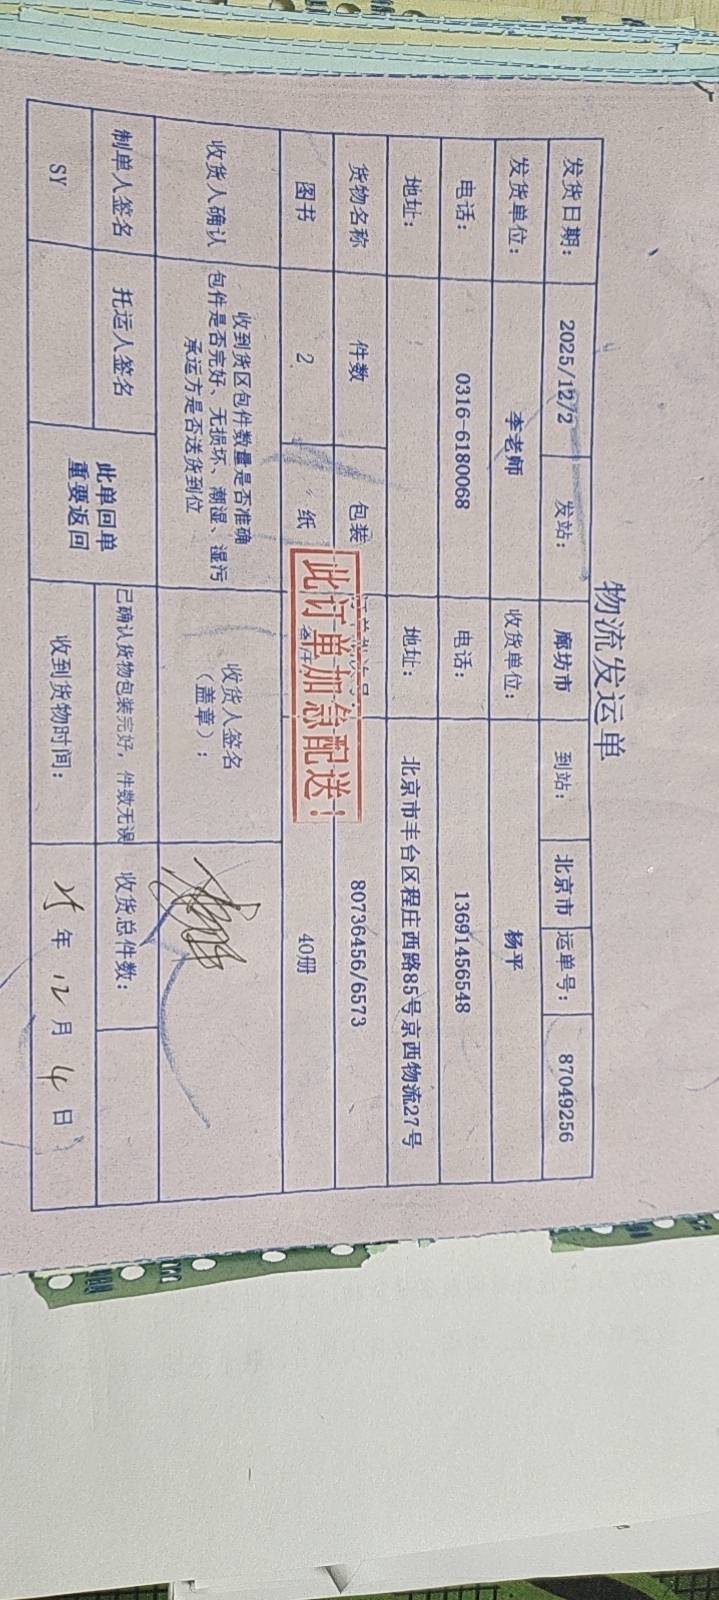 物流发运单
发货日期： 2025/12/2 发站： 廊坊市 到站： 北京市 运单号： 87049256
发货单位： 李老师 收货单位： 杨平
电话： 0316-6180068 电话： 13691456548
地址： 地址： 北京市丰台区程庄西路85号京西物流27号
货物名称 件数 包装 80736456/6573
图书 2 纸 40册
此订单加急配送！
收货人确认 收到货区包件数量是否准确 收货人签名
包件是否完好、无损坏、潮湿、湿污 （盖章）：
承运方是否送货到位
制单人签名 托运人签名 此单回单 已确认货物包装完好，件数无误 收货总件数：
重要返回
SY 收到货物时间： 年 12 月 4 日